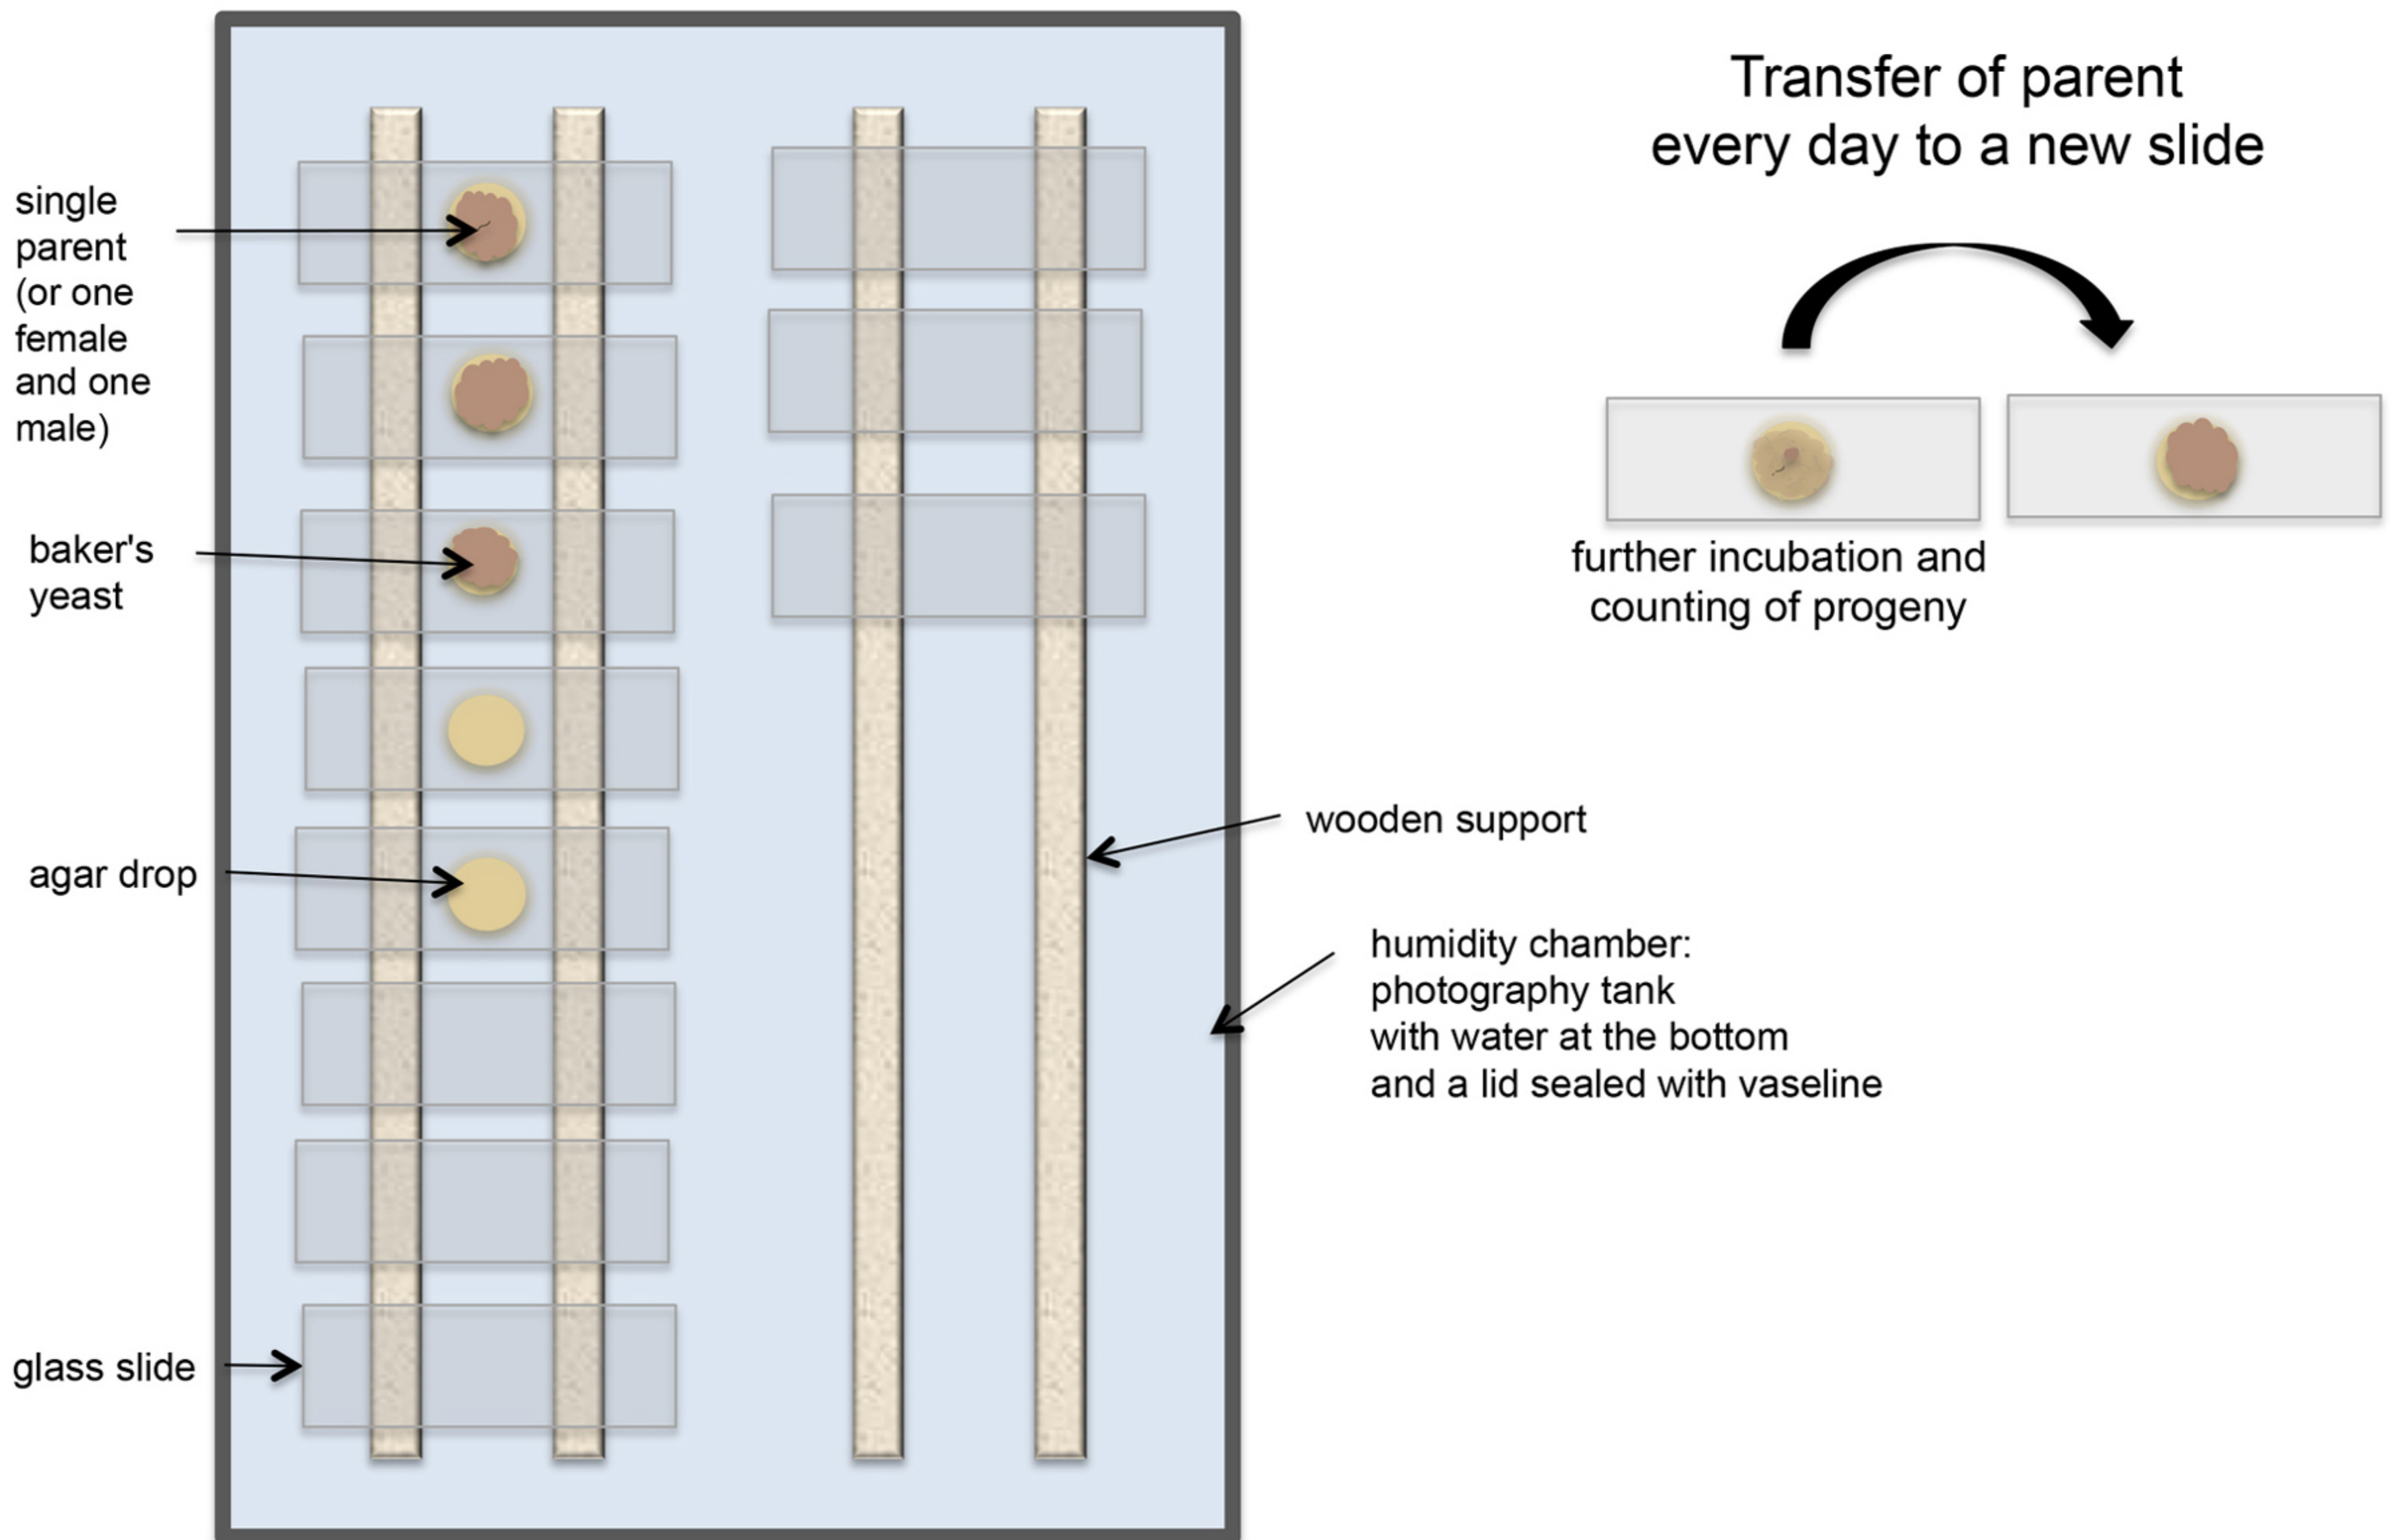 Transfer of parent
every day to a new slide
single
parent
(or one
female
and one
male)
baker's
yeast
further incubation and
counting of progeny
agar drop
wooden support
humidity chamber:
photography tank
with water at the bottom
and a lid sealed with vaseline
glass slide